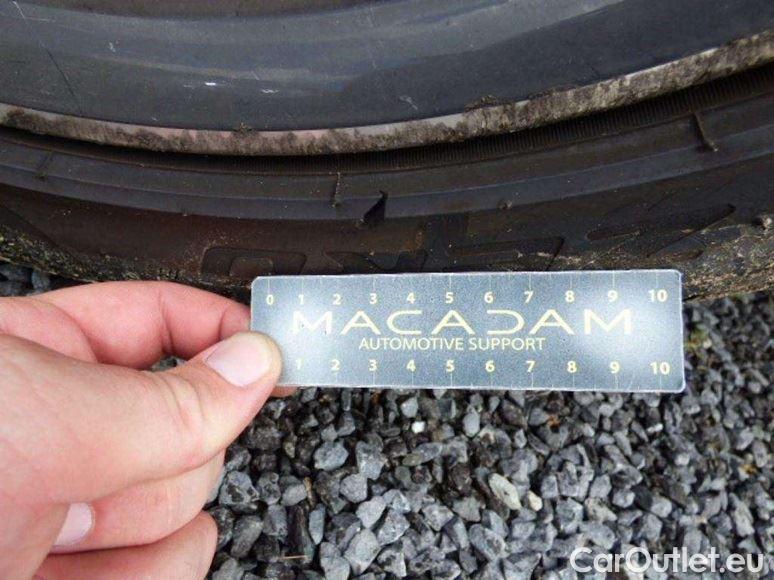 0 1 2 3 4 5 6 7 8 9 10
MACADAM
AUTOMOTIVE SUPPORT
1 2 3 4 5 6 7 8 9 10
CarOutlet.eu